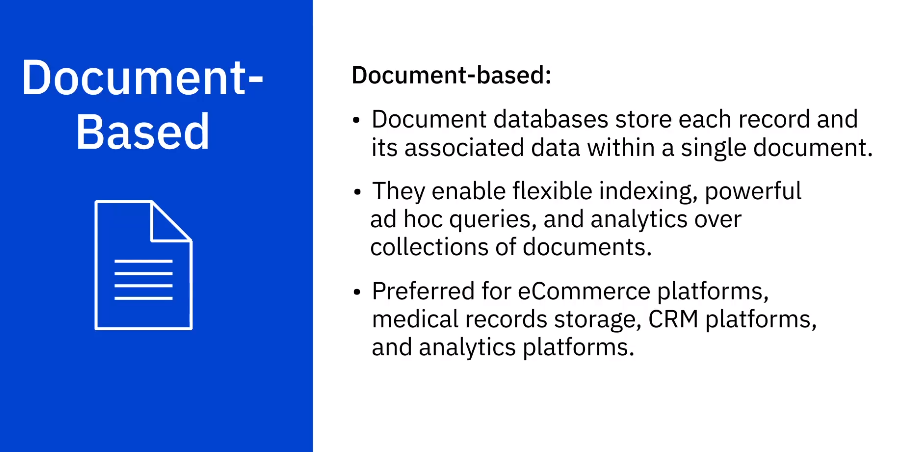 Document-
Based
Document-based:
• Document databases store each record and
its associated data within a single document.
• They enable flexible indexing, powerful
ad hoc queries, and analytics over
collections of documents.
• Preferred for eCommerce platforms,
medical records storage, CRM platforms,
and analytics platforms.